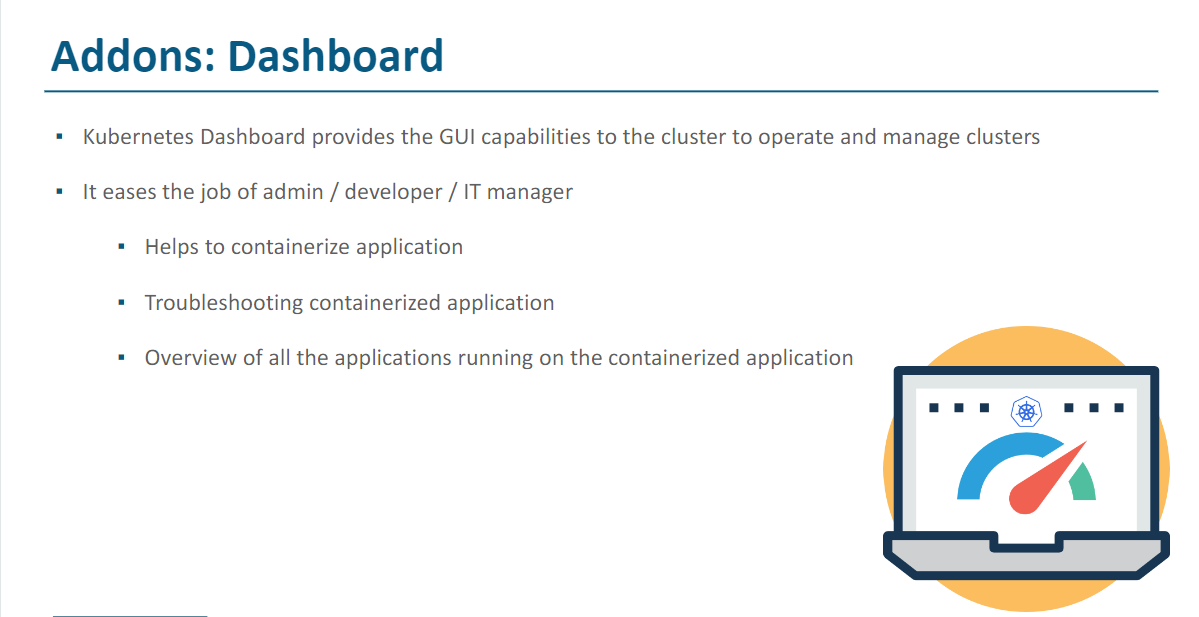 Addons: Dashboard
Kubernetes Dashboard provides the GUI capabilities to the cluster to operate and manage clusters
It eases the job of admin / developer / IT manager
Helps to containerize application
Troubleshooting containerized application
Overview of all the applications running on the containerized application